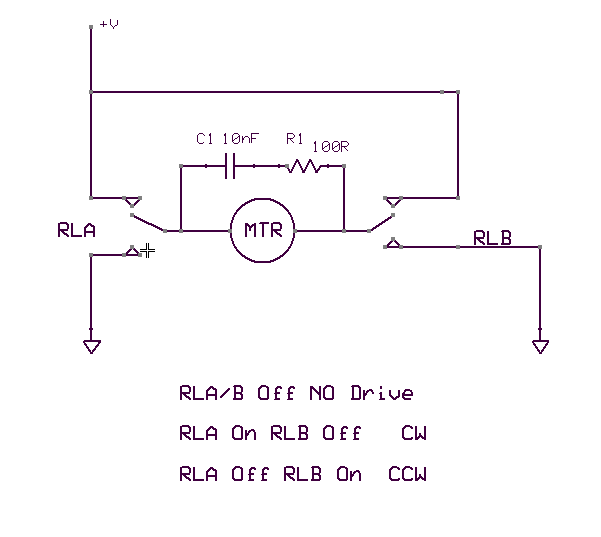 +V
C1 10nF R1 100R
RLA
MTR
RLB
RLA/B Off NO Drive
RLA On RLB Off CW
RLA Off RLB On CCW